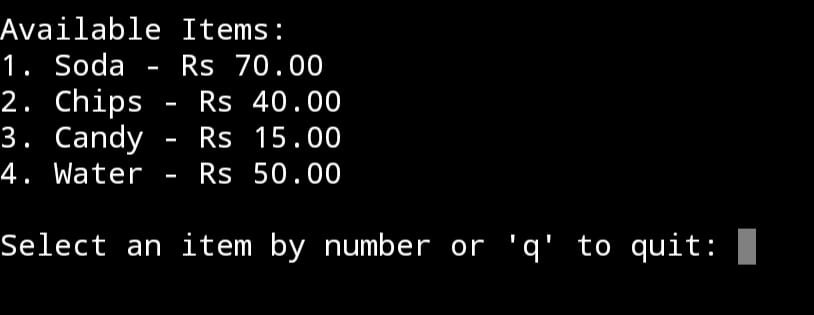 Available Items:
1. Soda - Rs 70.00
2. Chips - Rs 40.00
3. Candy - Rs 15.00
4. Water - Rs 50.00
Select an item by number or 'q' to quit: